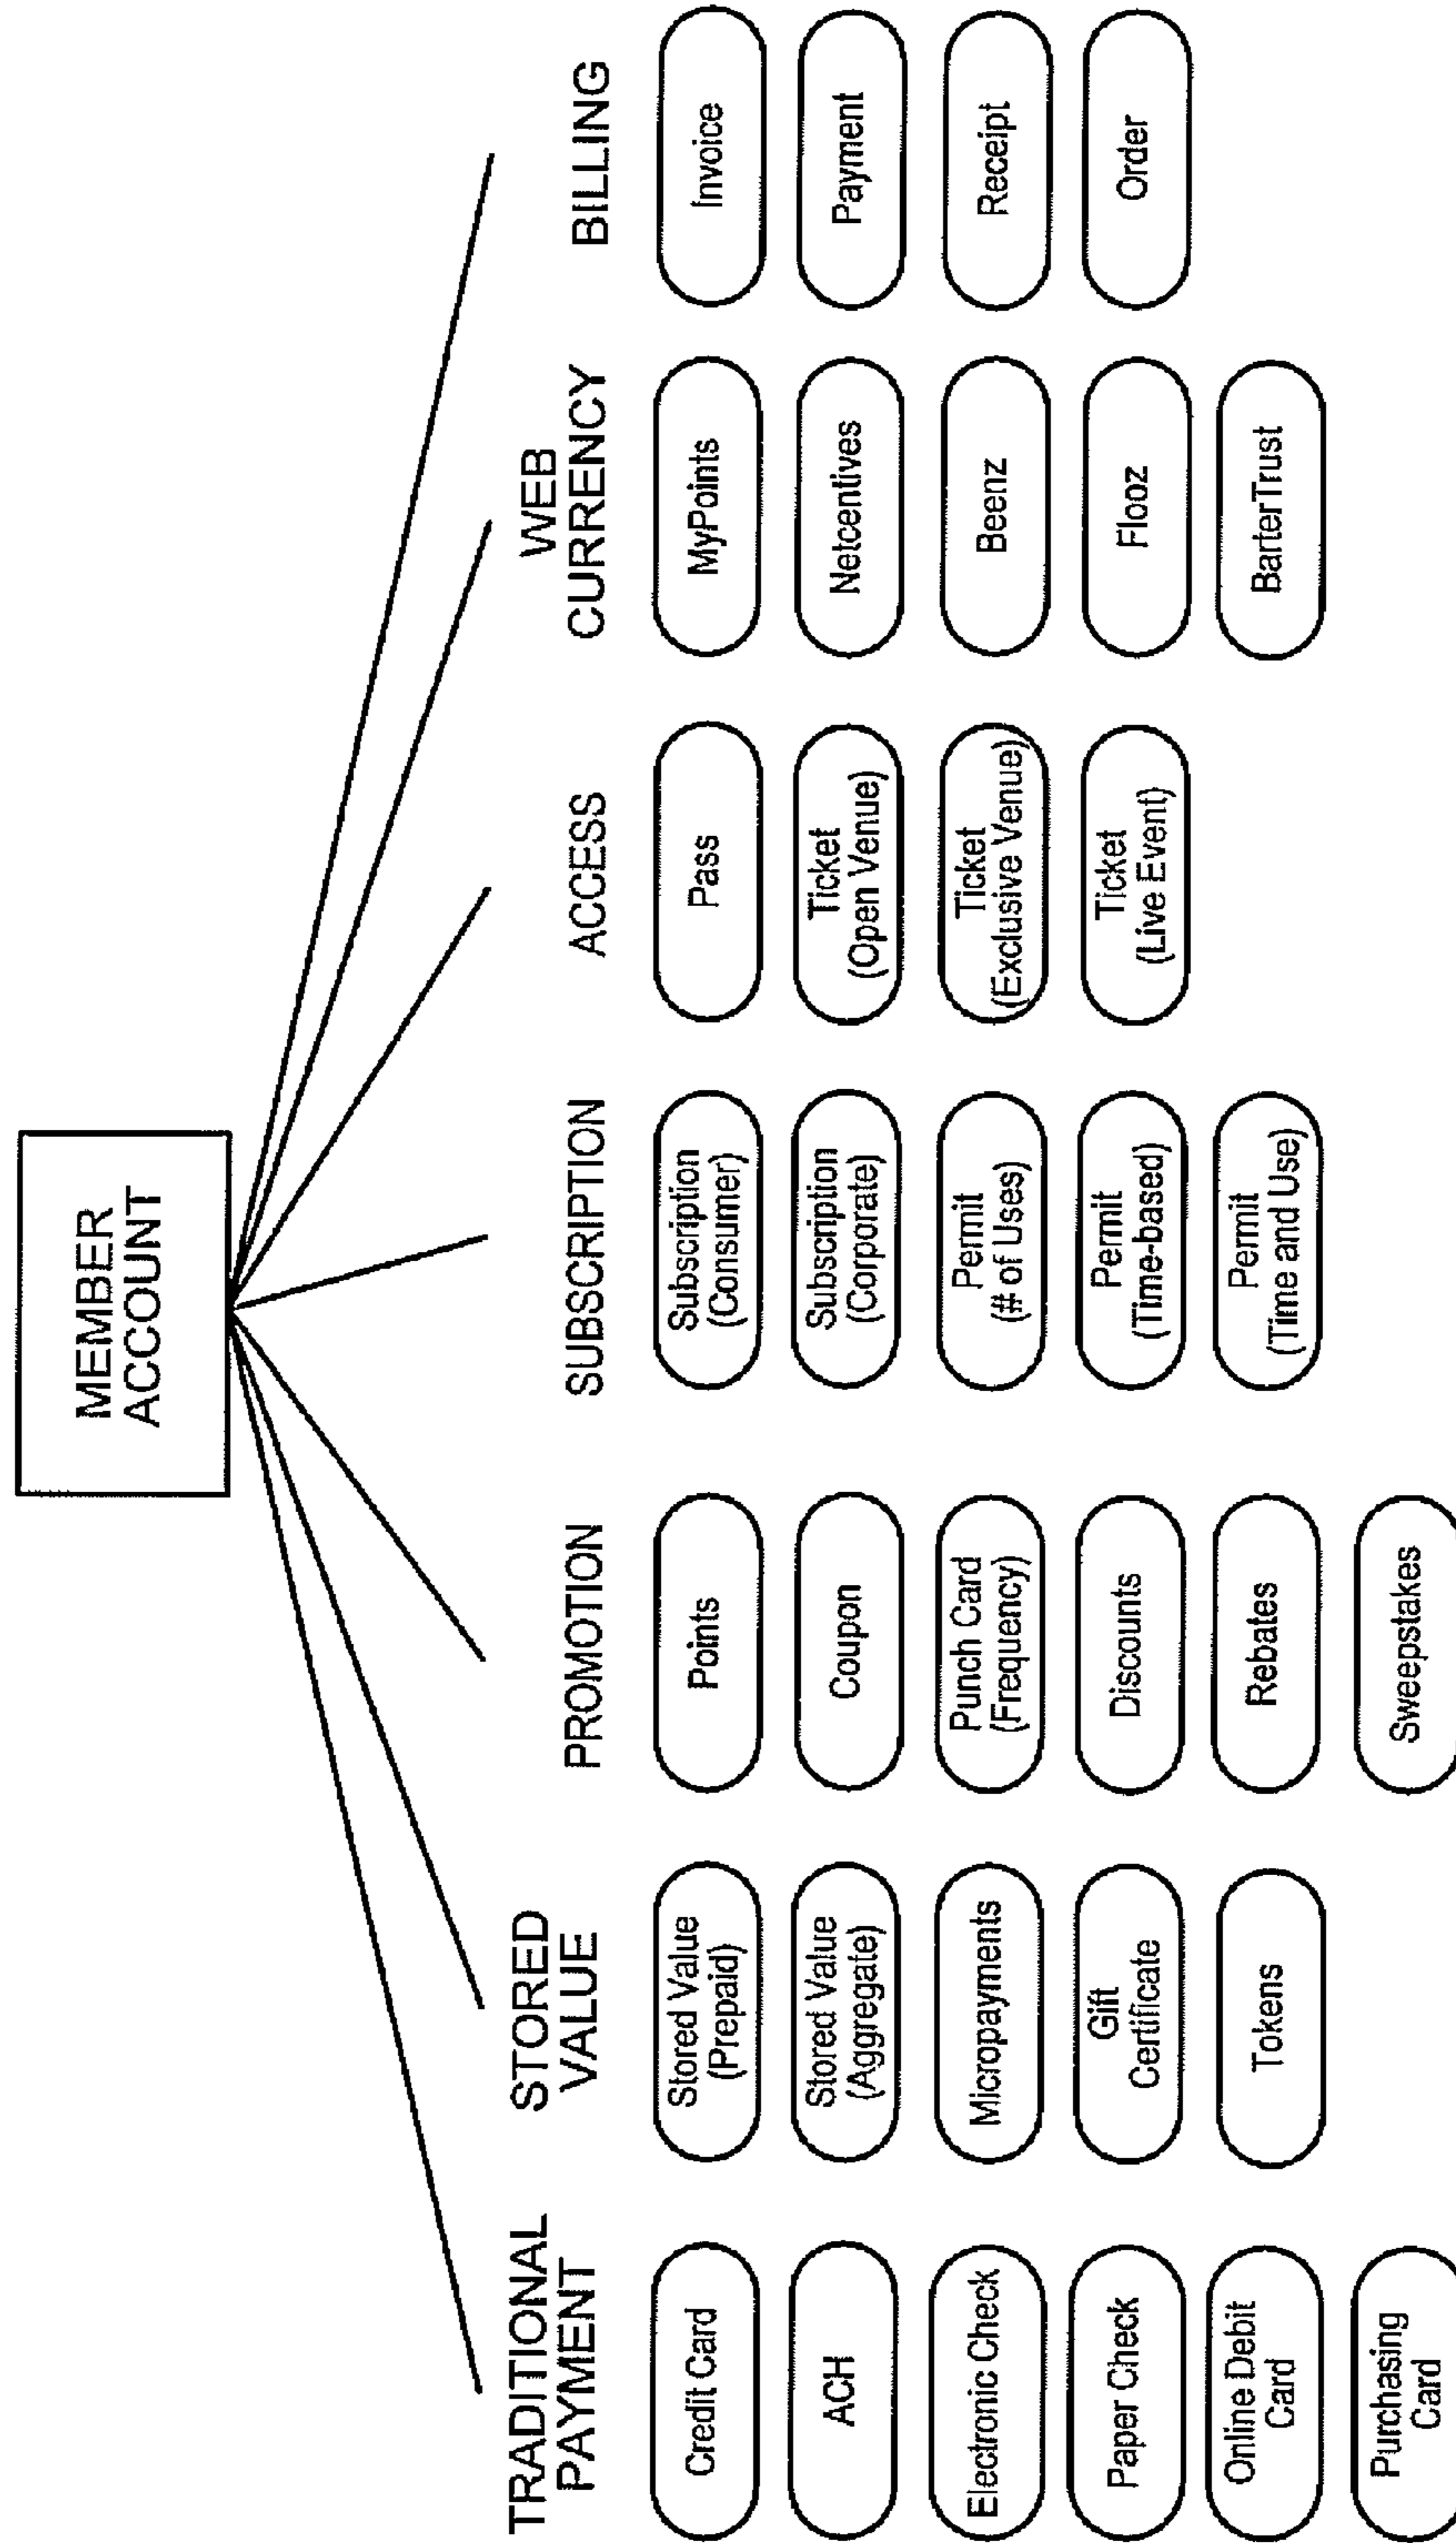 MEMBER
ACCOUNT
TRADITIONAL
PAYMENT
Credit Card
ACH
Electronic Check
Paper Check
Online Debit
Card
Purchasing
Card
STORED
VALUE
Stored Value
(Prepaid)
Stored Value
(Aggregate)
Micropayments
Gift
Certificate
Tokens
PROMOTION
Points
Coupon
Punch Card
(Frequency)
Discounts
Rebates
Sweepstakes
SUBSCRIPTION
Subscription
(Consumer)
Subscription
(Corporate)
Permit
(# of Uses)
Permit
(Time-based)
Permit
(Time and Use)
ACCESS
Pass
Ticket
(Open Venue)
Ticket
(Exclusive Venue)
Ticket
(Live Event)
WEB
CURRENCY
MyPoints
Netcentives
Beenz
Flooz
BarterTrust
BILLING
Invoice
Payment
Receipt
Order